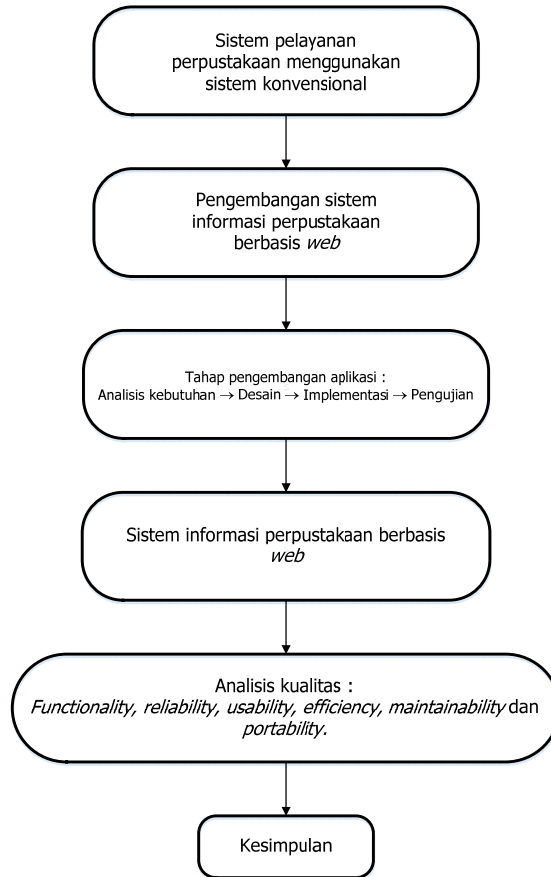 Sistem pelayanan
perpustakaan menggunakan
sistem konvensional
Pengembangan sistem
informasi perpustakaan
berbasis web
Tahap pengembangan aplikasi :
Analisis kebutuhan → Desain → Implementasi → Pengujian
Sistem informasi perpustakaan berbasis
web
Analisis kualitas :
Functionality, reliability, usability, efficiency, maintainability dan
portability.
Kesimpulan